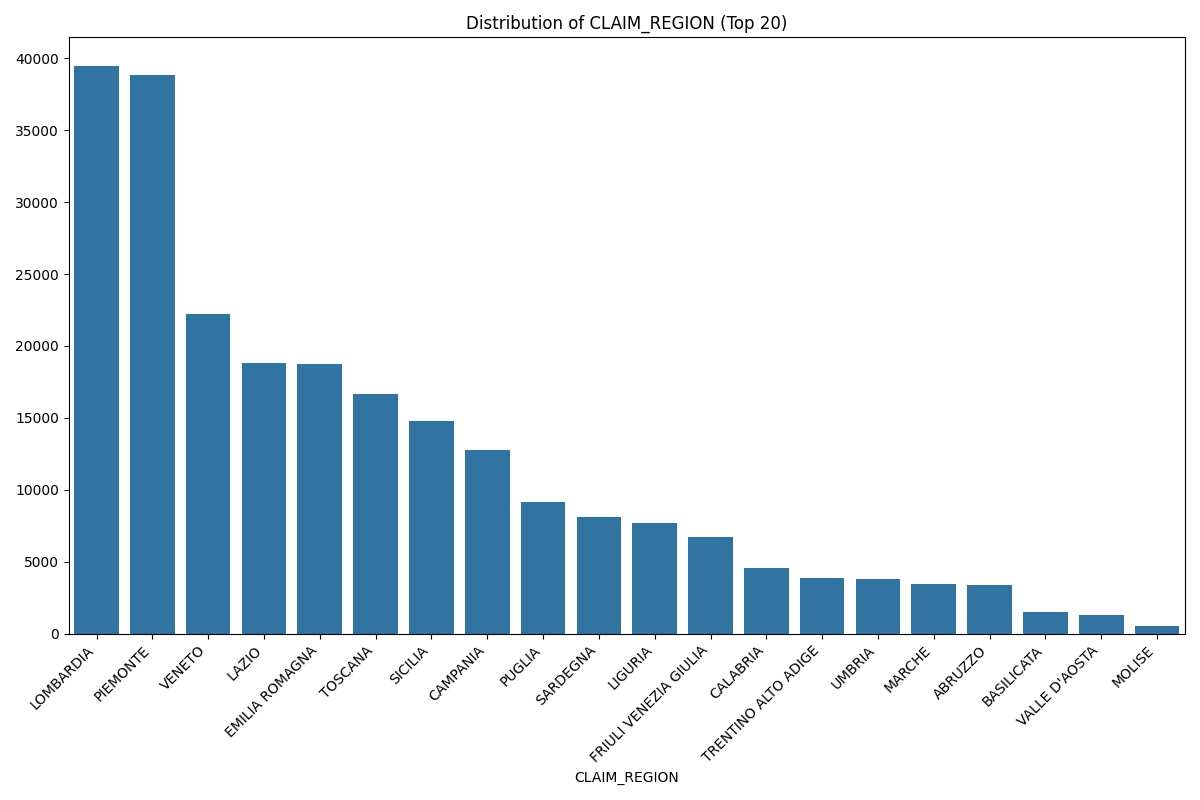 Distribution of CLAIM_REGION (Top 20)
40000
35000
30000
25000
20000
15000
10000
5000
0
LOMBARDIA
PIEMONTE
VENETO
LAZIO
EMILIA ROMAGNA
TOSCANA
SICILIA
CAMPANIA
PUGLIA
SARDEGNA
LIGURIA
FRIULI VENEZIA GIULIA
CALABRIA
TRENTINO ALTO ADIGE
UMBRIA
MARCHE
ABRUZZO
BASILICATA
VALLE D'AOSTA
MOLISE
CLAIM_REGION